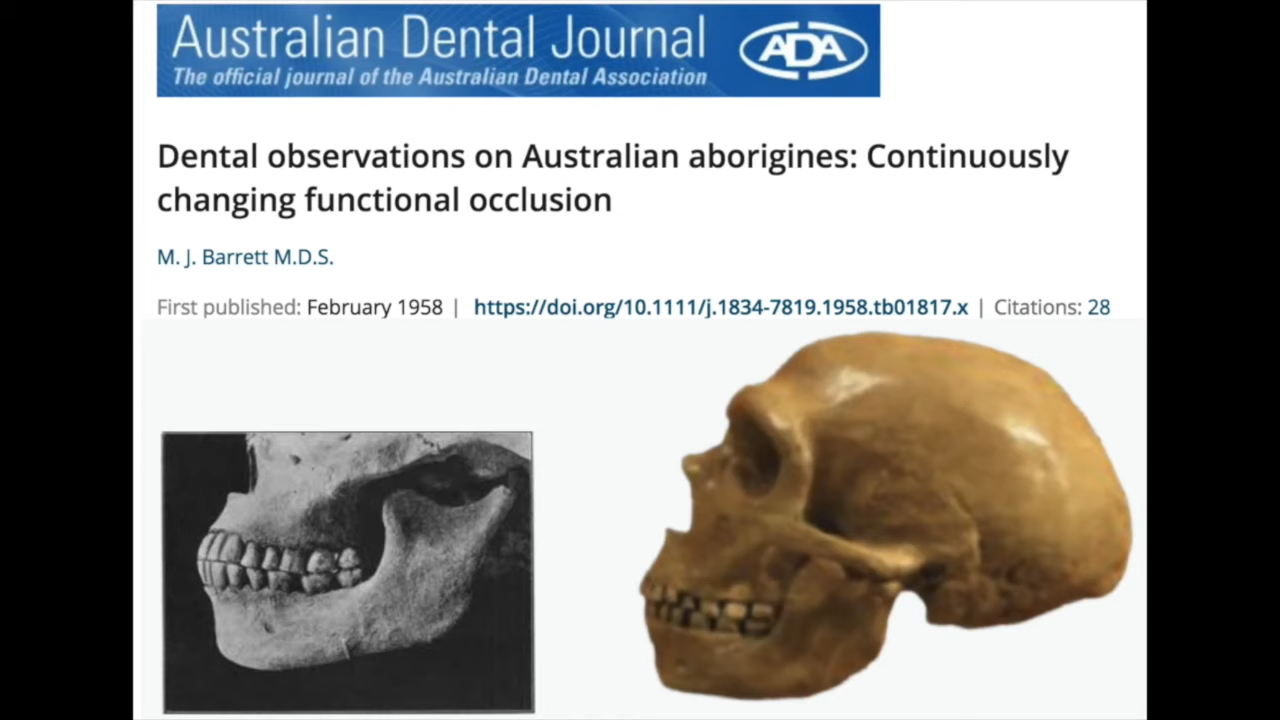 Australian Dental Journal
The official journal of the Australian Dental Association
ADA
Dental observations on Australian aborigines: Continuously
changing functional occlusion
M. J. Barrett M.D.S.
First published: February 1958 | https://doi.org/10.1111/j.1834-7819.1958.tb01817.x | Citations: 28